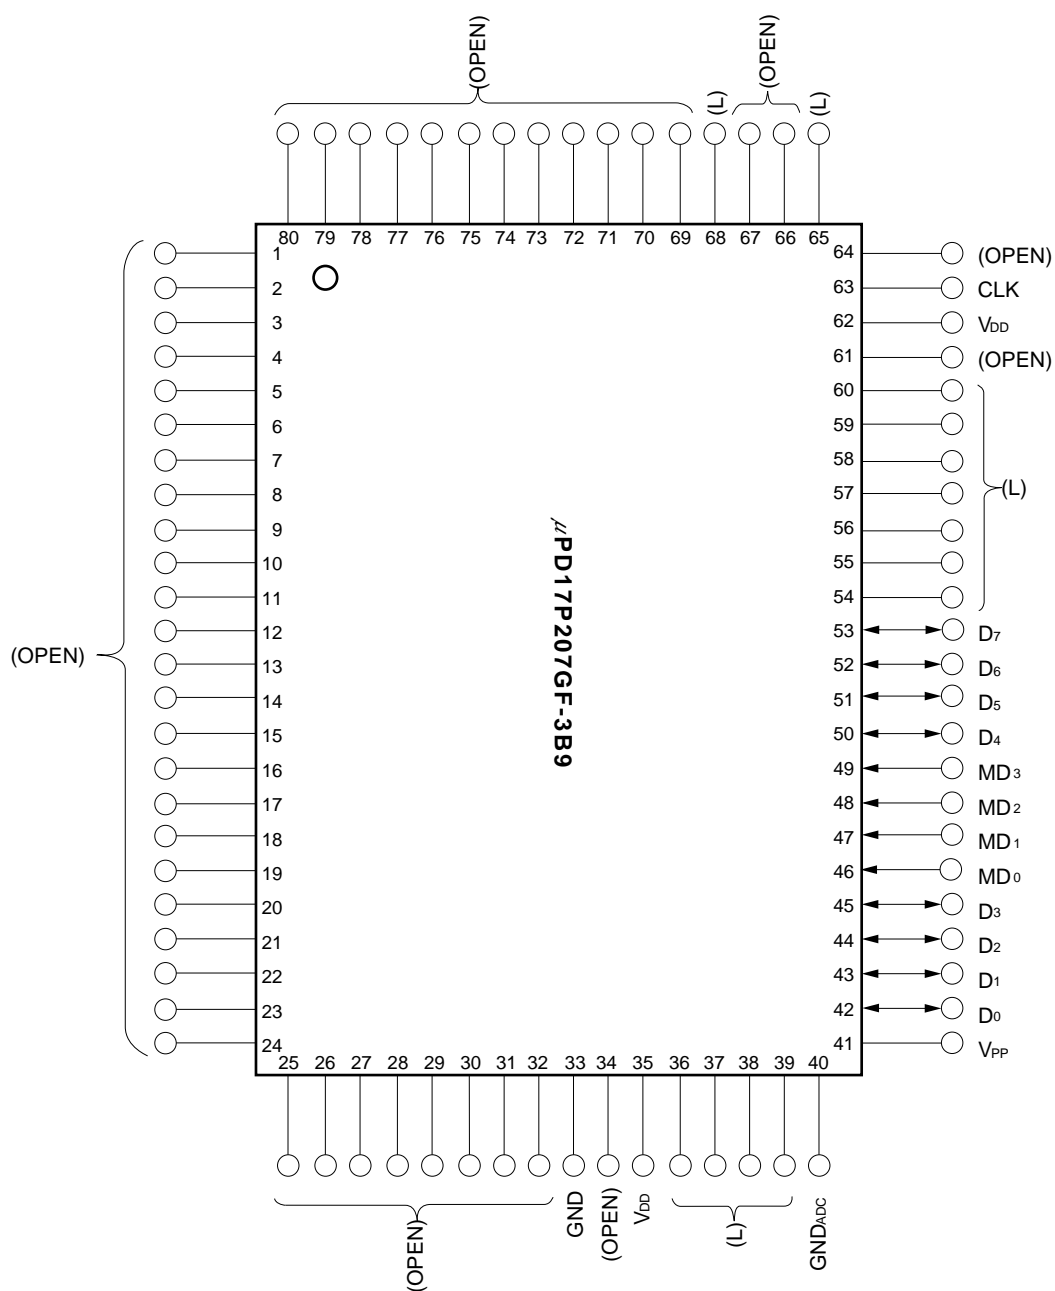 (OPEN)
(L)
(OPEN)
(L)
80 79 78 77 76 75 74 73 72 71 70 69 68 67 66 65
(OPEN)
1
2
3
4
5
6
7
8
9
10
11
12
13
14
15
16
17
18
19
20
21
22
23
24
μPD17P207GF-3B9
64 (OPEN)
63 CLK
62 VDD
61 (OPEN)
60
59
58
57
56
55
54
(L)
53 D7
52 D6
51 D5
50 D4
49 MD3
48 MD2
47 MD1
46 MD0
45 D3
44 D2
43 D1
42 D0
41 VPP
25 26 27 28 29 30 31 32 33 34 35 36 37 38 39 40
(OPEN)
GND
(OPEN)
VDD
(L)
GNDADC